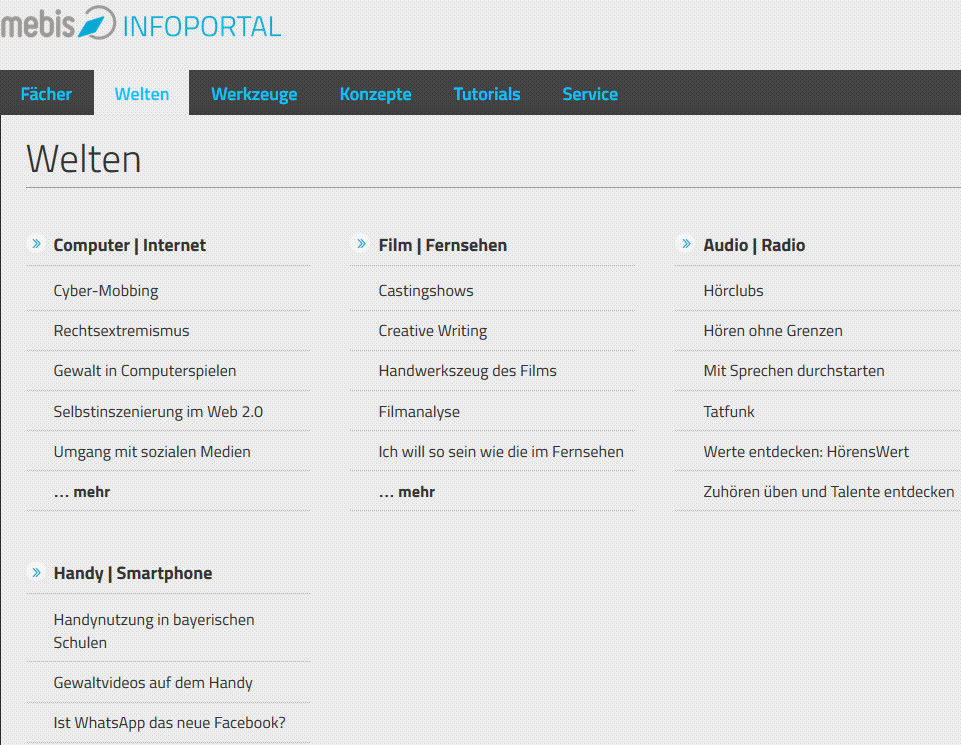 mebis INFOPORTAL
Fächer Welten Werkzeuge Konzepte Tutorials Service
Welten
Computer | Internet
Cyber-Mobbing
Rechtsextremismus
Gewalt in Computerspielen
Selbstinszenierung im Web 2.0
Umgang mit sozialen Medien
... mehr
Film | Fernsehen
Castingshows
Creative Writing
Handwerkszeug des Films
Filmanalyse
Ich will so sein wie die im Fernsehen
... mehr
Audio | Radio
Hörclubs
Hören ohne Grenzen
Mit Sprechen durchstarten
Tatfunk
Werte entdecken: HörensWert
Zuhören üben und Talente entdecken
Handy | Smartphone
Handynutzung in bayerischen
Schulen
Gewaltvideos auf dem Handy
Ist WhatsApp das neue Facebook?